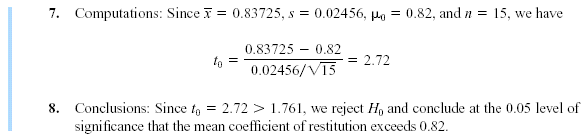 7. Computations: Since x̄ = 0.83725, s = 0.02456, μ₀ = 0.82, and n = 15, we have
t₀ = (0.83725 − 0.82) / (0.02456/√15) = 2.72
8. Conclusions: Since t₀ = 2.72 > 1.761, we reject H₀ and conclude at the 0.05 level of
significance that the mean coefficient of restitution exceeds 0.82.